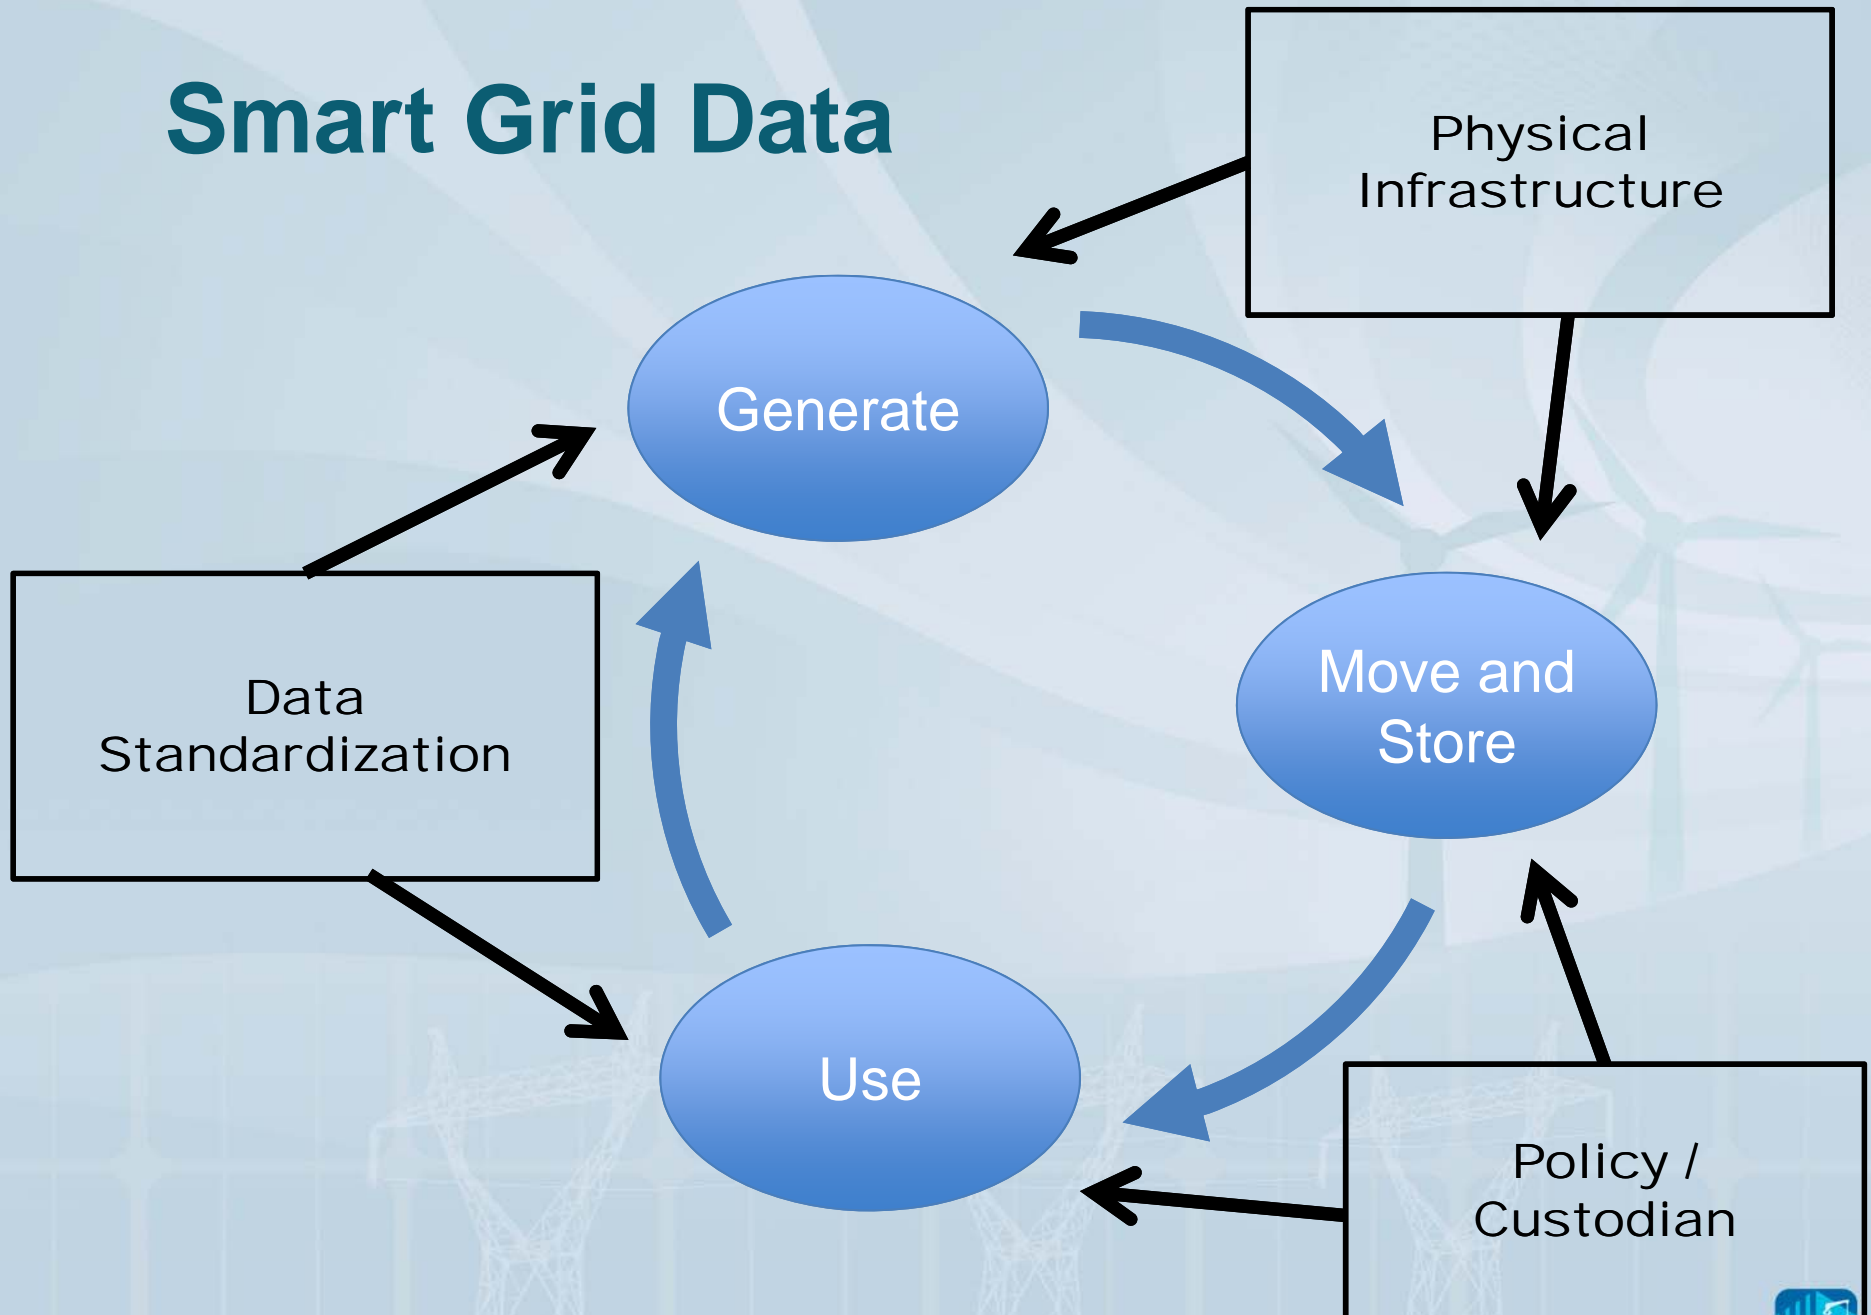 Smart Grid Data
Physical
Infrastructure
Generate
Move and
Store
Data
Standardization
Use
Policy /
Custodian